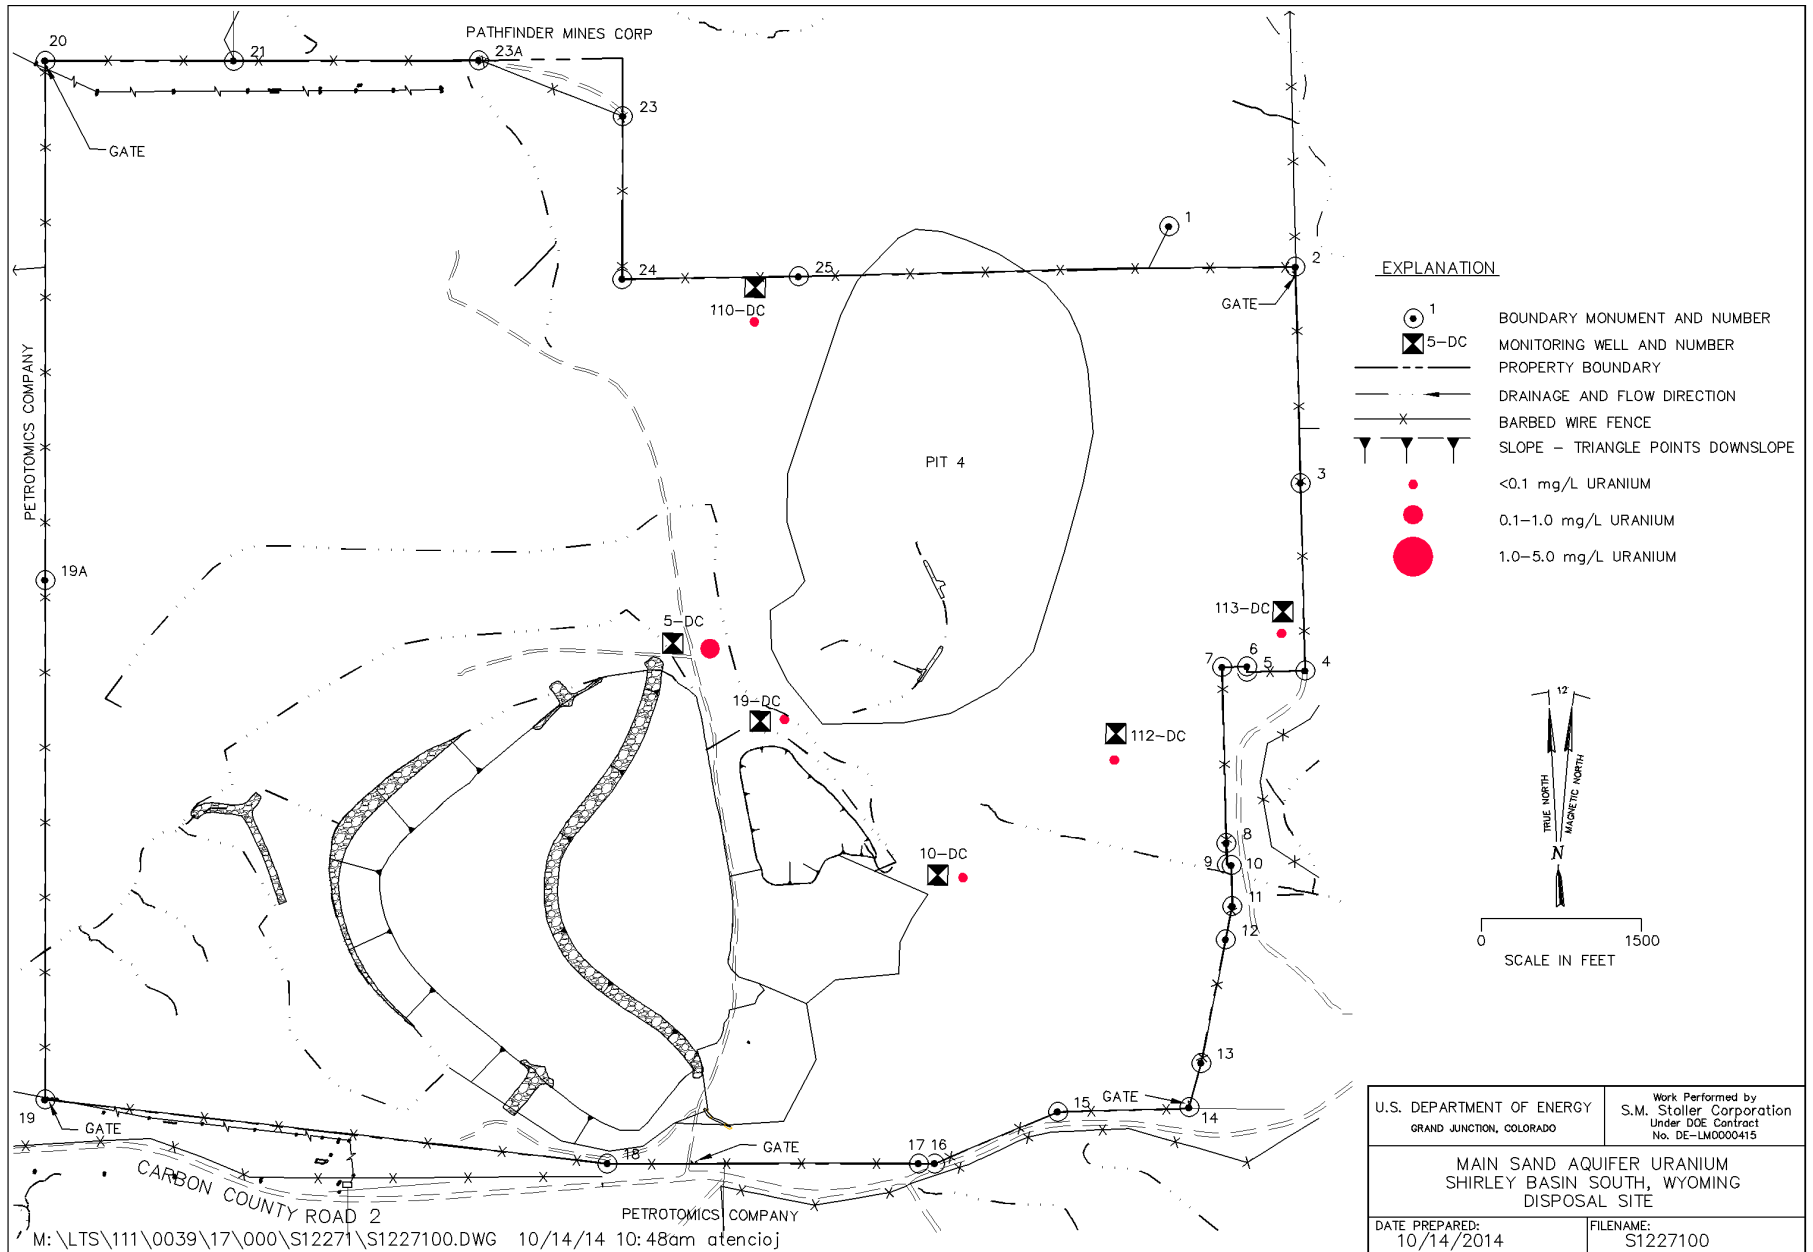 PATHFINDER MINES CORP
20
21
23A
23
GATE
24
25
1
2
GATE
110-DC
PETROTOMICS COMPANY
PIT 4
3
19A
5-DC
113-DC
7
6
5
4
19-DC
112-DC
8
9
10
10-DC
11
12
13
GATE
14
15
19
GATE
18
GATE
17
16
CARBON COUNTY ROAD 2
PETROTOMICS COMPANY
M:\LTS\111\0039\17\000\S12271\S1227100.DWG 10/14/14 10:48am atencioj
EXPLANATION
1
BOUNDARY MONUMENT AND NUMBER
5-DC
MONITORING WELL AND NUMBER
PROPERTY BOUNDARY
DRAINAGE AND FLOW DIRECTION
BARBED WIRE FENCE
SLOPE - TRIANGLE POINTS DOWNSLOPE
<0.1 mg/L URANIUM
0.1-1.0 mg/L URANIUM
1.0-5.0 mg/L URANIUM
12
TRUE NORTH
MAGNETIC NORTH
N
0
1500
SCALE IN FEET
U.S. DEPARTMENT OF ENERGY
GRAND JUNCTION, COLORADO
Work Performed by
S.M. Stoller Corporation
Under DOE Contract
No. DE-LM0000415
MAIN SAND AQUIFER URANIUM
SHIRLEY BASIN SOUTH, WYOMING
DISPOSAL SITE
DATE PREPARED:
10/14/2014
FILENAME:
S1227100